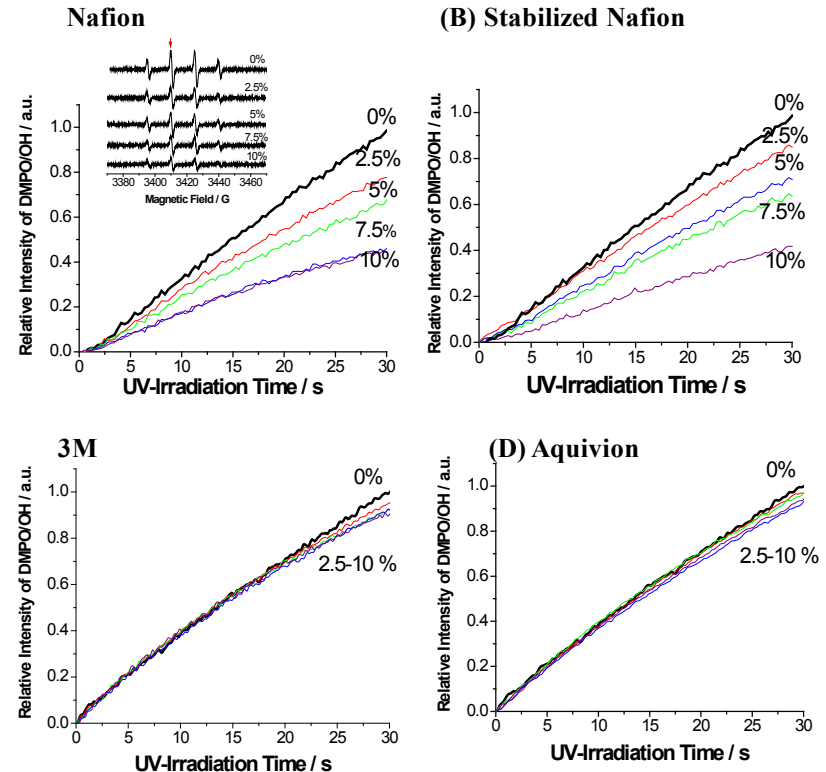 Nafion
0%
2.5%
5%
7.5%
10%
3380 3400 3420 3440 3460
Magnetic Field / G
0%
2.5%
5%
7.5%
10%
1.0
0.8
0.6
0.4
0.2
0.0
0 5 10 15 20 25 30
Relative Intensity of DMPO/OH / a.u.
UV-Irradiation Time / s
(B) Stabilized Nafion
0%
2.5%
5%
7.5%
10%
1.0
0.8
0.6
0.4
0.2
0.0
0 5 10 15 20 25 30
Relative Intensity of DMPO/OH / a.u.
UV-Irradiation Time / s
3M
0%
2.5-10 %
1.0
0.8
0.6
0.4
0.2
0.0
0 5 10 15 20 25 30
Relative Intensity of DMPO/OH / a.u.
UV-Irradiation Time / s
(D) Aquivion
0%
2.5-10 %
1.0
0.8
0.6
0.4
0.2
0.0
0 5 10 15 20 25 30
Relative Intensity of DMPO/OH / a.u.
UV-Irradiation Time / s